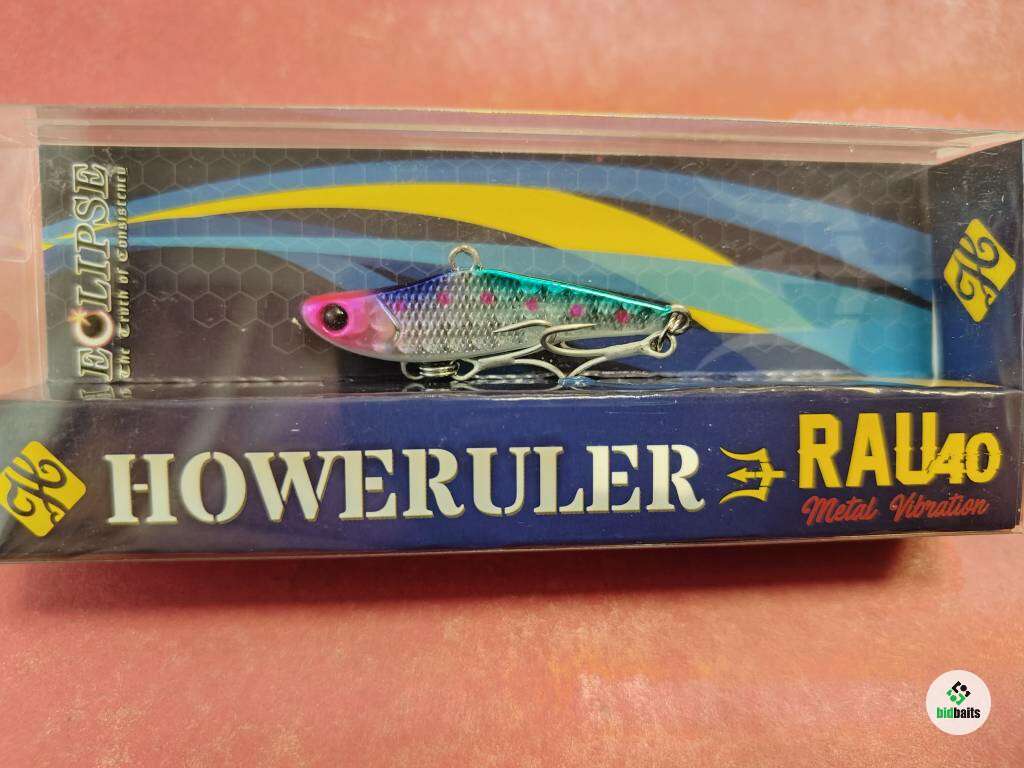 ECLIPSE
The Truth of Consistency
HOWERULER
RAU40
Metal Vibration
bidbaits